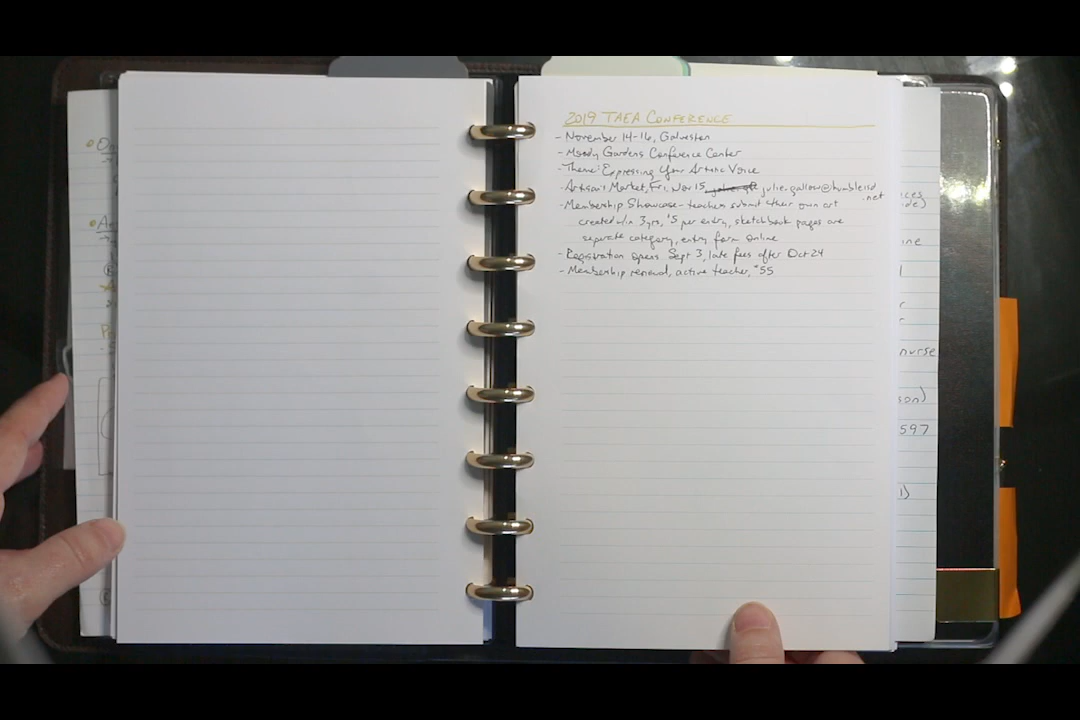 2019 TAEA CONFERENCE
- November 14-16, Galveston
- Moody Gardens Conference Center
- Theme: Expressing Your Artistic Voice
- Artisan's Market, Fri. Nov 15 julie.gallow@humbleisd
.net
- Membership Showcase - teachers submit their own art
created w/in 3 yrs, $5 per entry, sketchbook pages are
separate category, entry form online
- Registration opens Sept 3, late fees after Oct 24
- Membership renewal, active teacher, $55
nurse
597